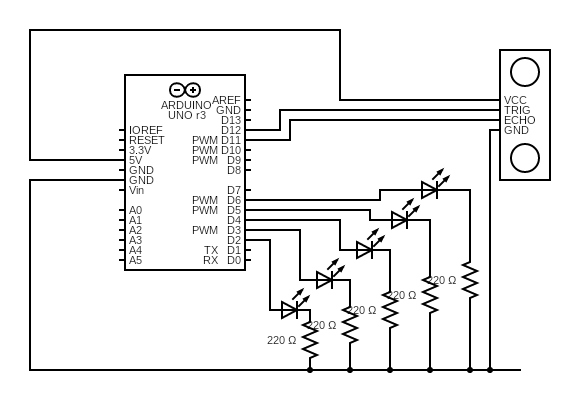 ARDUINO
UNO r3
AREF
GND
D13
IOREF D12
RESET PWM D11
3.3V PWM D10
5V PWM D9
GND D8
GND
Vin D7
PWM D6
A0 PWM D5
A1 D4
A2 PWM D3
A3 D2
A4 TX D1
A5 RX D0
VCC
TRIG
ECHO
GND
220 Ω
220 Ω
220 Ω
220 Ω
220 Ω